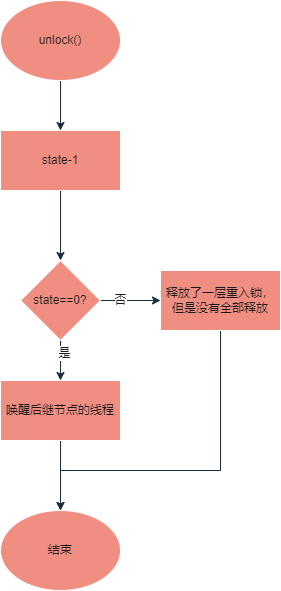 unlock()
state-1
state==0?
否
释放了一层重入锁,
但是没有全部释放
是
唤醒后继节点的线程
结束